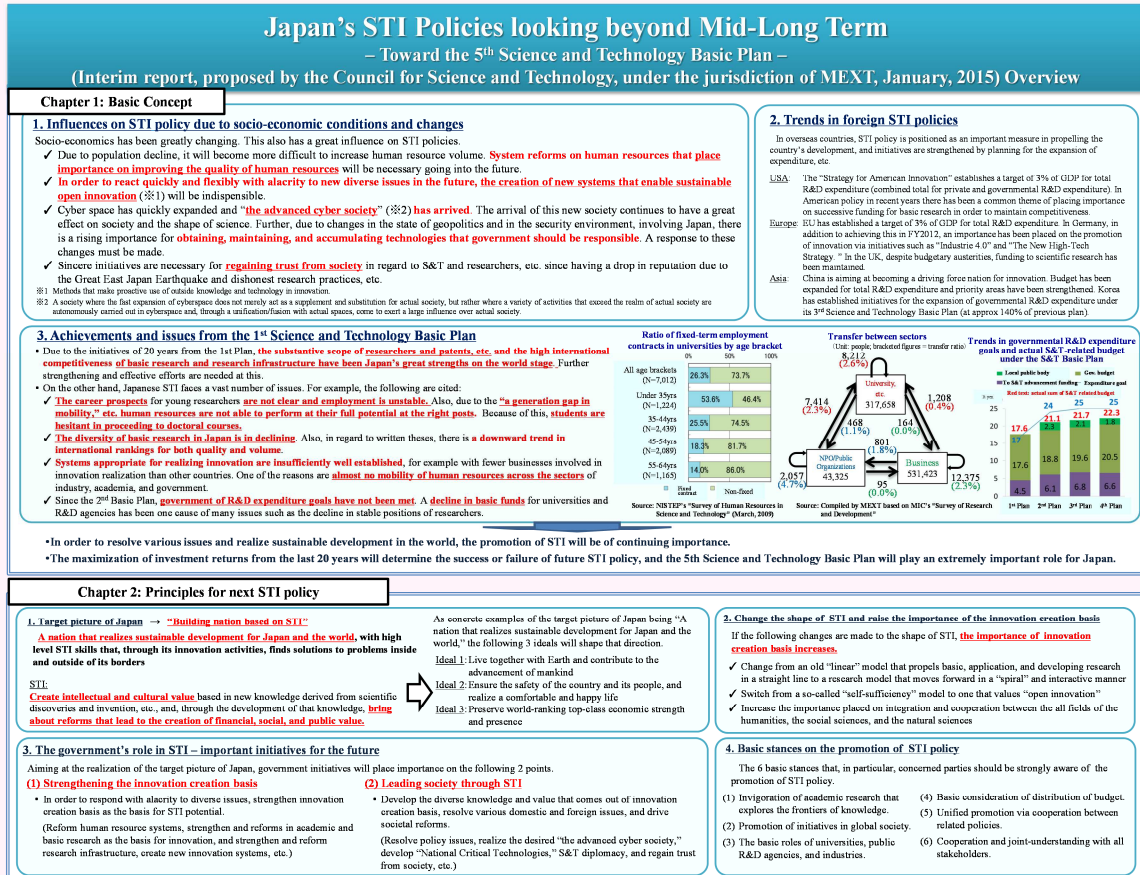 Japan's STI Policies looking beyond Mid-Long Term
– Toward the 5th Science and Technology Basic Plan –
(Interim report, proposed by the Council for Science and Technology, under the jurisdiction of MEXT, January, 2015) Overview
Chapter 1: Basic Concept
1. Influences on STI policy due to socio-economic conditions and changes
Socio-economics has been greatly changing. This also has a great influence on STI policies.
✓ Due to population decline, it will become more difficult to increase human resource volume. System reforms on human resources that place
importance on improving the quality of human resources will be necessary going into the future.
✓ In order to react quickly and flexibly with alacrity to new diverse issues in the future, the creation of new systems that enable sustainable
open innovation (※1) will be indispensible.
✓ Cyber space has quickly expanded and "the advanced cyber society" (※2) has arrived. The arrival of this new society continues to have a great
effect on society and the shape of science. Further, due to changes in the state of geopolitics and in the security environment, involving Japan, there
is a rising importance for obtaining, maintaining, and accumulating technologies that government should be responsible. A response to these
changes must be made.
✓ Sincere initiatives are necessary for regaining trust from society in regard to S&T and researchers, etc. since having a drop in reputation due to
the Great East Japan Earthquake and dishonest research practices, etc.
※1 Methods that make proactive use of outside knowledge and technology in innovation.
※2 A society where the fast expansion of cyberspace does not merely act as a supplement and substitution for actual society, but rather where a variety of activities that exceed the realm of actual society are
autonomously carried out in cyberspace and, through a unification/fusion with actual spaces, come to exert a large influence over actual society.
2. Trends in foreign STI policies
In overseas countries, STI policy is positioned as an important measure in propelling the
country's development, and initiatives are strengthened by planning for the expansion of
expenditure, etc.
USA: The "Strategy for American Innovation" establishes a target of 3% of GDP for total
R&D expenditure (combined total for private and governmental R&D expenditure). In
American policy in recent years there has been a common theme of placing importance
on successive funding for basic research in order to maintain competitiveness.
Europe: EU has established a target of 3% of GDP for total R&D expenditure. In Germany, in
addition to achieving this in FY2012, an importance has been placed on the promotion
of innovation via initiatives such as "Industrie 4.0" and "The New High-Tech
Strategy. " In the UK, despite budgetary austerities, funding to scientific research has
been maintained.
Asia: China is aiming at becoming a driving force nation for innovation. Budget has been
expanded for total R&D expenditure and priority areas have been strengthened. Korea
has established initiatives for the expansion of governmental R&D expenditure under
its 3rd Science and Technology Basic Plan (at approx 140% of previous plan).
3. Achievements and issues from the 1st Science and Technology Basic Plan
• Due to the initiatives of 20 years from the 1st Plan, the substantive scope of researchers and patents, etc. and the high international
competitiveness of basic research and research infrastructure have been Japan's great strengths on the world stage. Further
strengthening and effective efforts are needed at this.
• On the other hand, Japanese STI faces a vast number of issues. For example, the following are cited:
✓ The career prospects for young researchers are not clear and employment is unstable. Also, due to the "a generation gap in
mobility," etc. human resources are not able to perform at their full potential at the right posts. Because of this, students are
hesitant in proceeding to doctoral courses.
✓ The diversity of basic research in Japan is in declining. Also, in regard to written theses, there is a downward trend in
international rankings for both quality and volume.
✓ Systems appropriate for realizing innovation are insufficiently well established, for example with fewer businesses involved in
innovation realization than other countries. One of the reasons are almost no mobility of human resources across the sectors of
industry, academia, and government.
✓ Since the 2nd Basic Plan, government of R&D expenditure goals have not been met. A decline in basic funds for universities and
R&D agencies has been one cause of many issues such as the decline in stable positions of researchers.
Ratio of fixed-term employment
contracts in universities by age bracket
0% 50% 100%
All age brackets (N=7,012) 26.3% 73.7%
Under 35yrs (N=1,224) 53.6% 46.4%
35-44yrs (N=2,439) 25.5% 74.5%
45-54yrs (N=2,089) 18.3% 81.7%
55-64yrs (N=1,165) 14.0% 86.0%
Fixed contract Non-fixed
Source: NISTEP's "Survey of Human Resources in
Science and Technology" (March, 2009)
Transfer between sectors
(Unit: people; bracketed figures = transfer ratio)
8,212
(2.6%)
University, etc.
317,658
7,414
(2.3%)
1,208
(0.4%)
468
(1.1%)
164
(0.0%)
801
(1.8%)
NPO/Public
Organizations
43,325
Business
531,423
2,057
(4.7%)
95
(0.0%)
12,375
(2.3%)
Source: Compiled by MEXT based on MIC's "Survey of Research
and Development"
Trends in governmental R&D expenditure
goals and actual S&T-related budget
under the S&T Basic Plan
Local public body Gov. budget
To S&T advancement funding Expenditure goal
Red text: actual sum of S&T related budget
25
20
15
10
5
0
17 24 25 25
17.6 21.1 21.7 22.3
2.3 2.1 1.8
17.6 18.8 19.6 20.5
4.5 6.1 6.8 6.6
1st Plan 2nd Plan 3rd Plan 4th Plan
•In order to resolve various issues and realize sustainable development in the world, the promotion of STI will be of continuing importance.
•The maximization of investment returns from the last 20 years will determine the success or failure of future STI policy, and the 5th Science and Technology Basic Plan will play an extremely important role for Japan.
Chapter 2: Principles for next STI policy
1. Target picture of Japan → "Building nation based on STI"
A nation that realizes sustainable development for Japan and the world, with high
level STI skills that, through its innovation activities, finds solutions to problems inside
and outside of its borders
STI:
Create intellectual and cultural value based in new knowledge derived from scientific
discoveries and invention, etc., and, through the development of that knowledge, bring
about reforms that lead to the creation of financial, social, and public value.
As concrete examples of the target picture of Japan being "A
nation that realizes sustainable development for Japan and the
world," the following 3 ideals will shape that direction.
Ideal 1: Live together with Earth and contribute to the
advancement of mankind
Ideal 2: Ensure the safety of the country and its people, and
realize a comfortable and happy life
Ideal 3: Preserve world-ranking top-class economic strength
and presence
2. Change the shape of STI and raise the importance of the innovation creation basis
If the following changes are made to the shape of STI, the importance of innovation
creation basis increases.
✓ Change from an old "linear" model that propels basic, application, and developing research
in a straight line to a research model that moves forward in a "spiral" and interactive manner
✓ Switch from a so-called "self-sufficiency" model to one that values "open innovation"
✓ Increase the importance placed on integration and cooperation between the all fields of the
humanities, the social sciences, and the natural sciences
3. The government's role in STI – important initiatives for the future
Aiming at the realization of the target picture of Japan, government initiatives will place importance on the following 2 points.
(1) Strengthening the innovation creation basis
• In order to respond with alacrity to diverse issues, strengthen innovation
creation basis as the basis for STI potential.
(Reform human resource systems, strengthen and reforms in academic and
basic research as the basis for innovation, and strengthen and reform
research infrastructure, create new innovation systems, etc.)
(2) Leading society through STI
• Develop the diverse knowledge and value that comes out of innovation
creation basis, resolve various domestic and foreign issues, and drive
societal reforms.
(Resolve policy issues, realize the desired "the advanced cyber society,"
develop "National Critical Technologies," S&T diplomacy, and regain trust
from society, etc.)
4. Basic stances on the promotion of STI policy
The 6 basic stances that, in particular, concerned parties should be strongly aware of the
promotion of STI policy.
(1) Invigoration of academic research that
explores the frontiers of knowledge.
(2) Promotion of initiatives in global society.
(3) The basic roles of universities, public
R&D agencies, and industries.
(4) Basic consideration of distribution of budget.
(5) Unified promotion via cooperation between
related policies.
(6) Cooperation and joint-understanding with all
stakeholders.